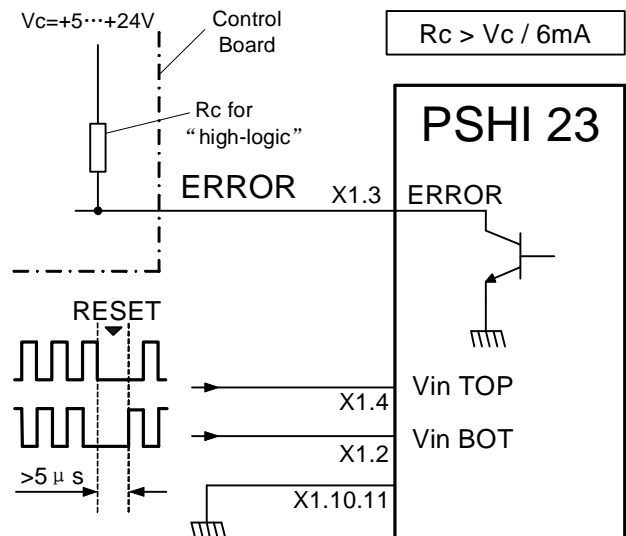 Vc=+5···+24V
Control
Board
Rc > Vc / 6mA
Rc for
“high-logic”
PSHI 23
ERROR
X1.3
ERROR
RESET
Vin TOP
X1.4
Vin BOT
X1.2
>5 μ s
X1.10.11